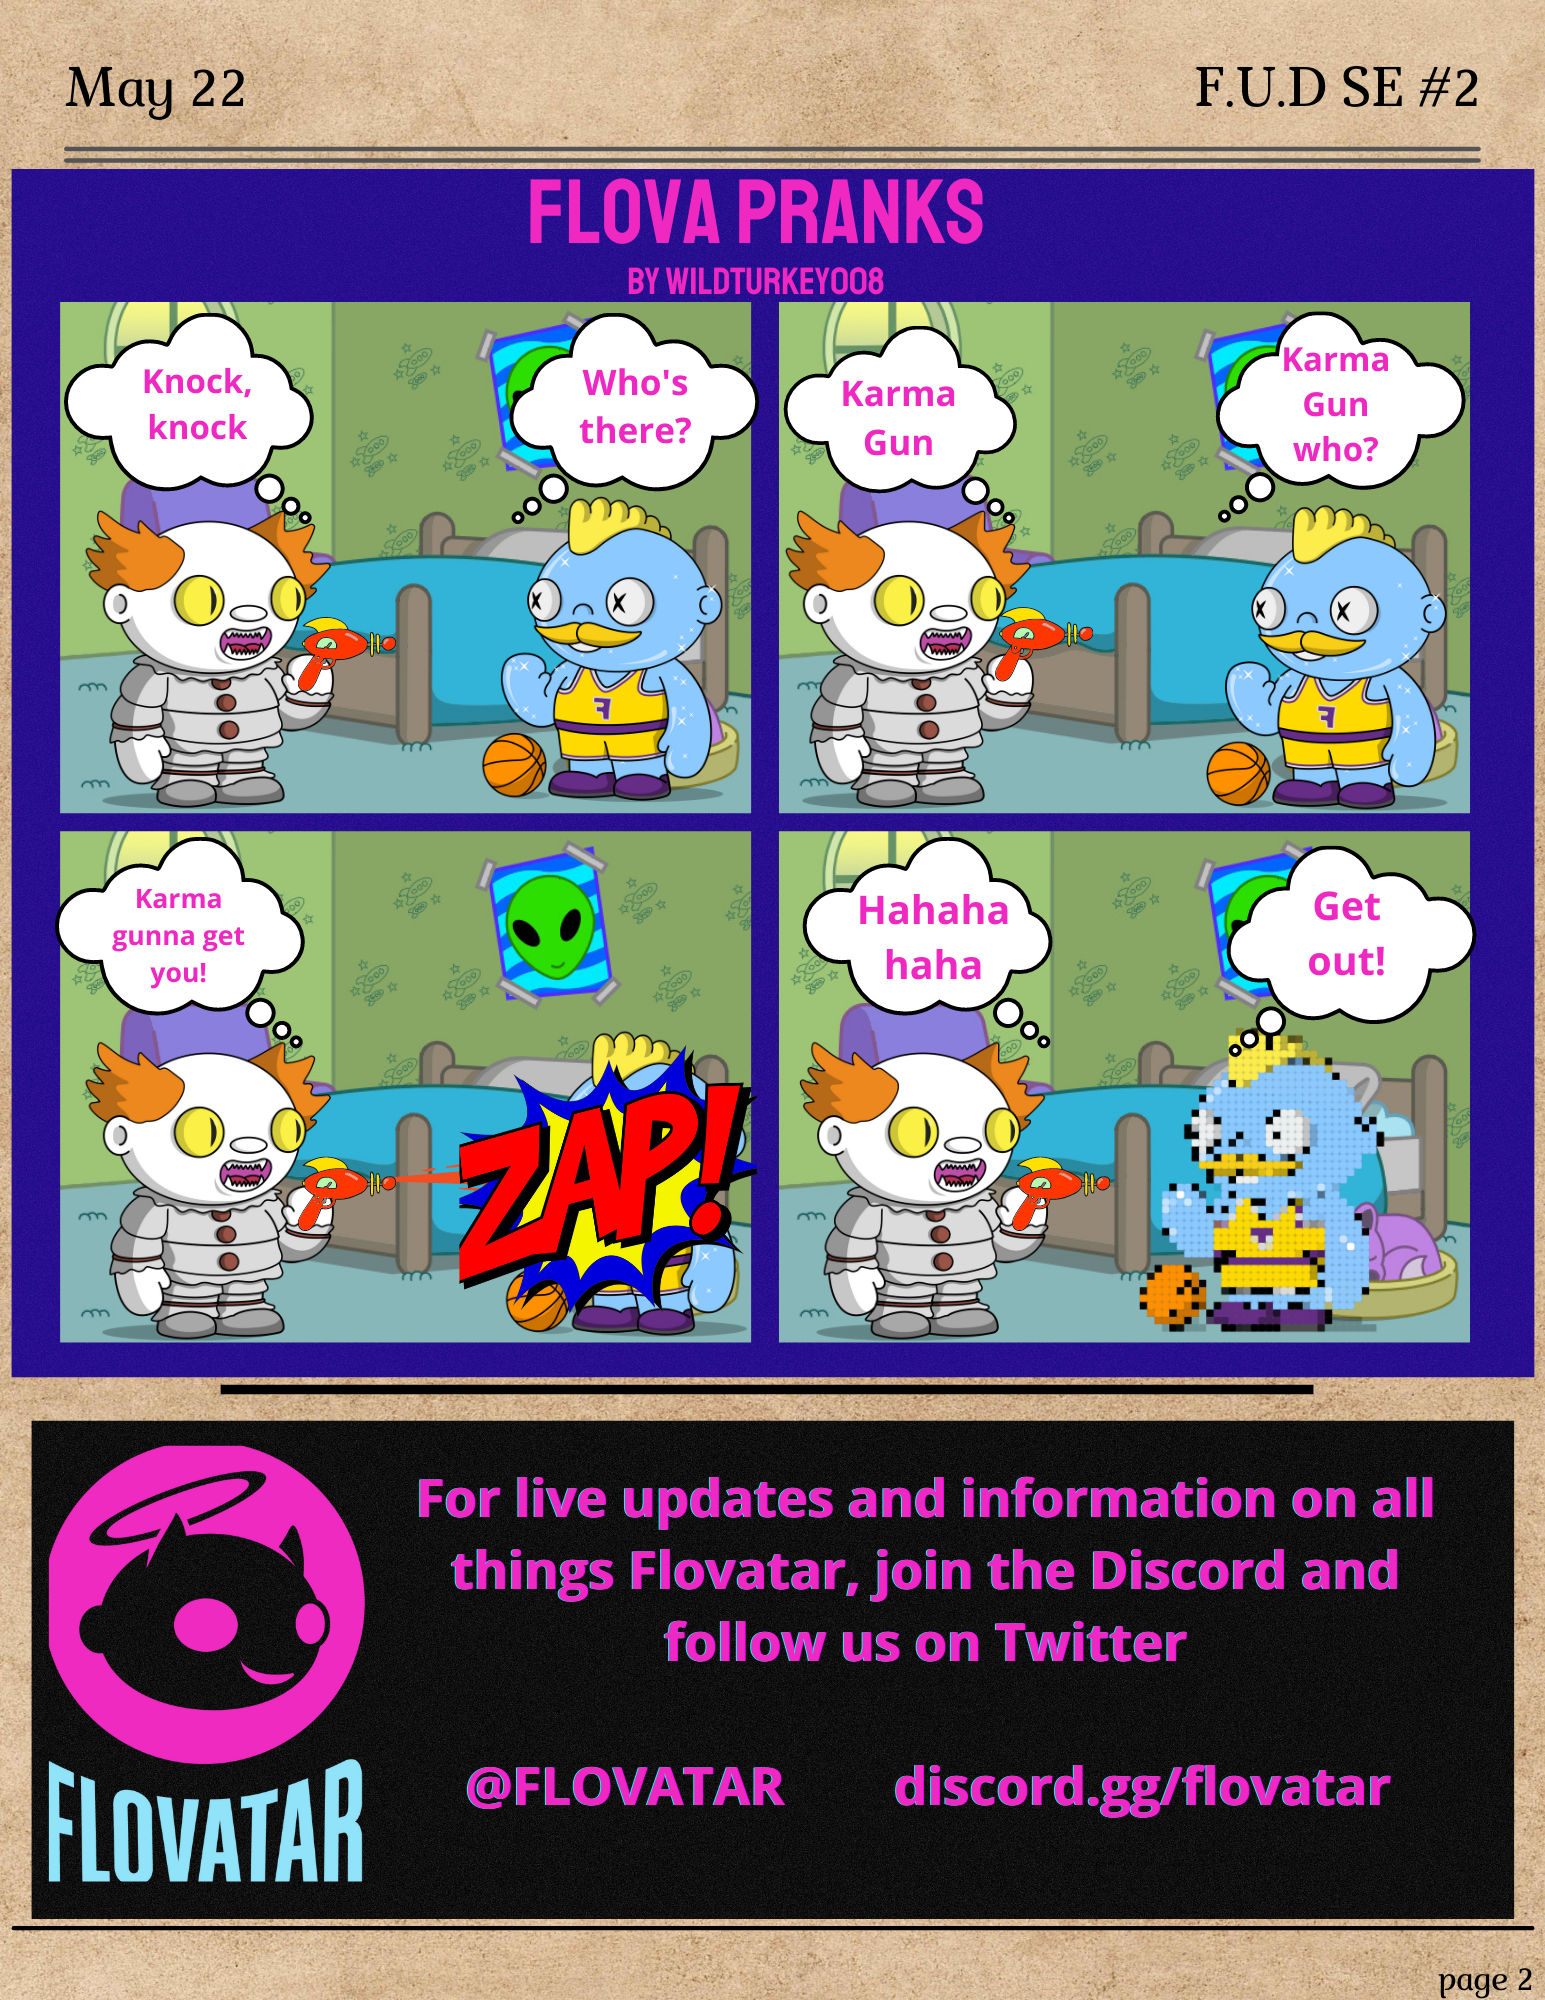 May 22
F.U.D SE #2
FLOVA PRANKS
BY WILDTURKEY008
Knock,
knock
Who's
there?
Karma
Gun
Karma
Gun
who?
Karma
gunna get
you!
ZAP!
Hahaha
haha
Get
out!
For live updates and information on all
things Flovatar, join the Discord and
follow us on Twitter
@FLOVATAR
discord.gg/flovatar
FLOVATAR
page 2